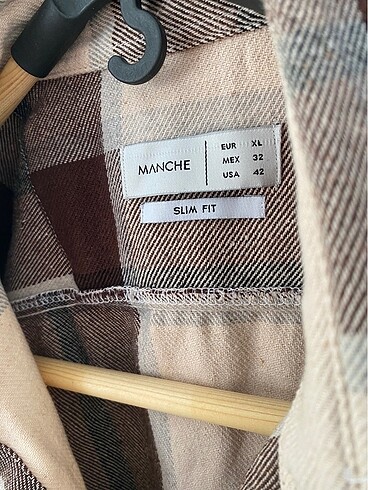 MANCHE
EUR XL
MEX 32
USA 42
SLIM FIT